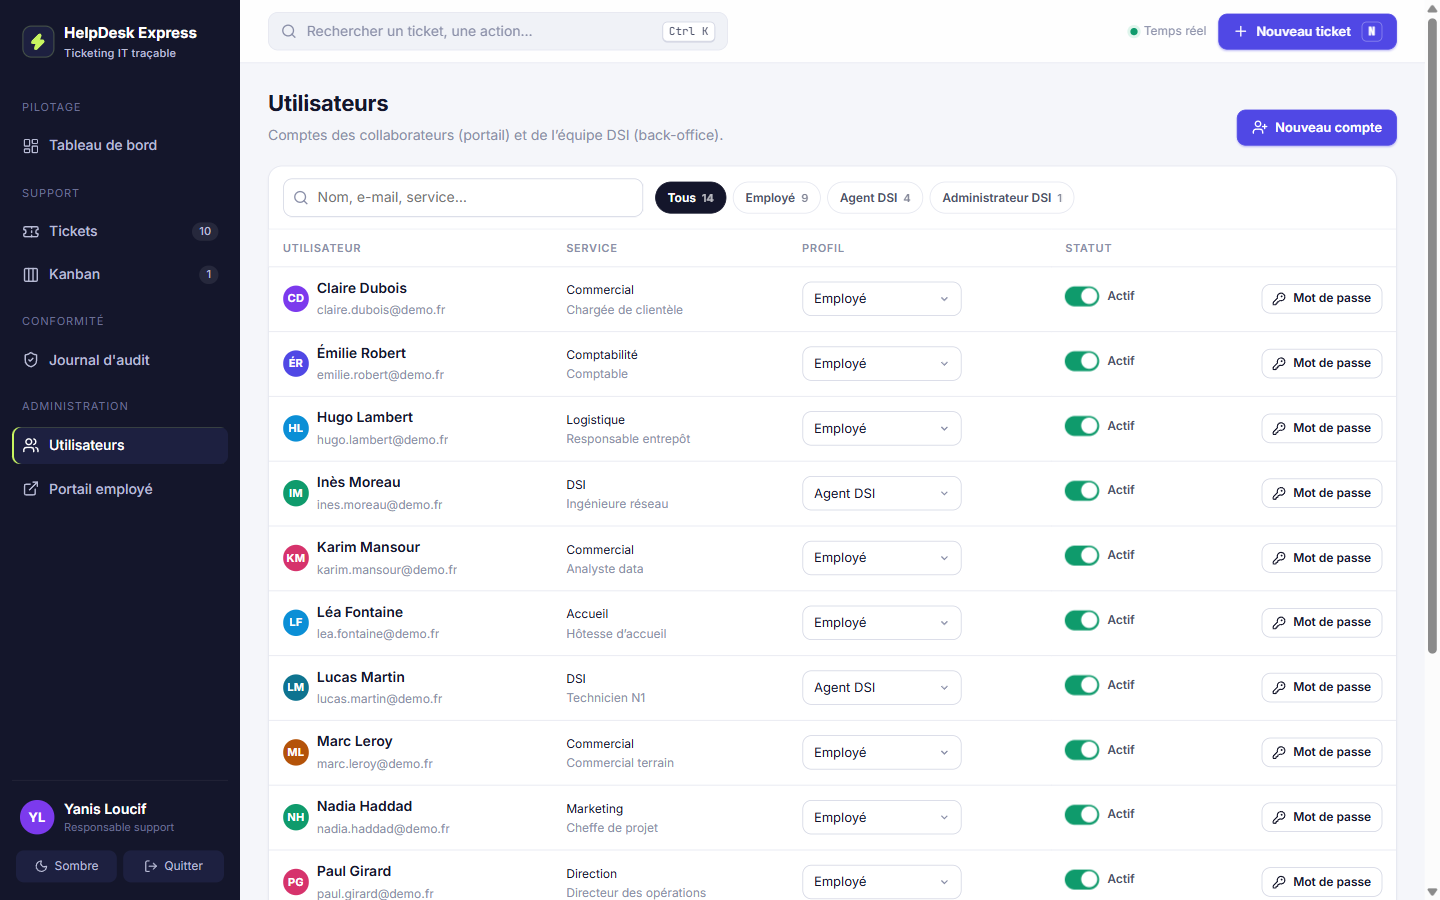 HelpDesk Express
Ticketing IT traçable
PILOTAGE
Tableau de bord
SUPPORT
Tickets 10
Kanban 1
CONFORMITÉ
Journal d'audit
ADMINISTRATION
Utilisateurs
Portail employé
YL Yanis Loucif
Responsable support
Sombre Quitter
Rechercher un ticket, une action... Ctrl K
Temps réel
Nouveau ticket N
Utilisateurs
Comptes des collaborateurs (portail) et de l'équipe DSI (back-office).
Nouveau compte
Nom, e-mail, service...
Tous 14 Employé 9 Agent DSI 4 Administrateur DSI 1
UTILISATEUR SERVICE PROFIL STATUT
CD Claire Dubois Commercial Employé Actif Mot de passe
claire.dubois@demo.fr Chargée de clientèle
ÉR Émilie Robert Comptabilité Employé Actif Mot de passe
emilie.robert@demo.fr Comptable
HL Hugo Lambert Logistique Employé Actif Mot de passe
hugo.lambert@demo.fr Responsable entrepôt
IM Inès Moreau DSI Agent DSI Actif Mot de passe
ines.moreau@demo.fr Ingénieure réseau
KM Karim Mansour Commercial Employé Actif Mot de passe
karim.mansour@demo.fr Analyste data
LF Léa Fontaine Accueil Employé Actif Mot de passe
lea.fontaine@demo.fr Hôtesse d'accueil
LM Lucas Martin DSI Agent DSI Actif Mot de passe
lucas.martin@demo.fr Technicien N1
ML Marc Leroy Commercial Employé Actif Mot de passe
marc.leroy@demo.fr Commercial terrain
NH Nadia Haddad Marketing Employé Actif Mot de passe
nadia.haddad@demo.fr Cheffe de projet
PG Paul Girard Direction Employé Actif Mot de passe
paul.girard@demo.fr Directeur des opérations